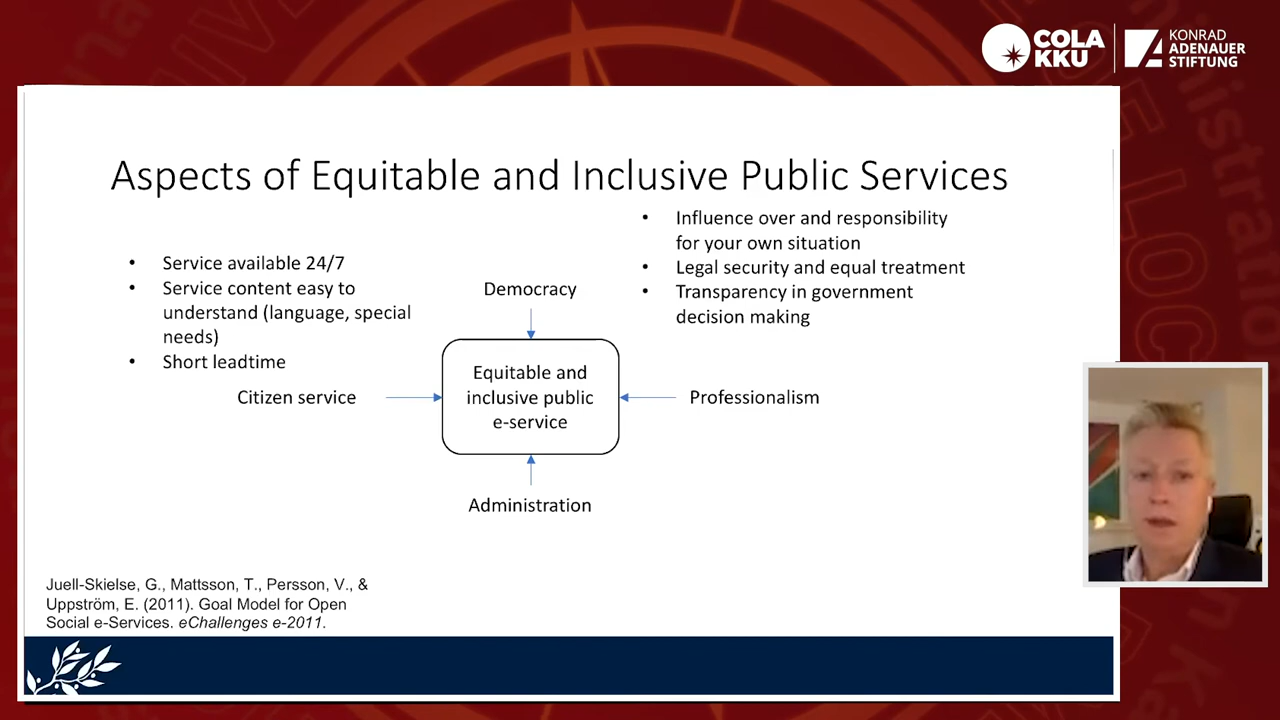 COLA
KKU
KONRAD
ADENAUER
STIFTUNG
Aspects of Equitable and Inclusive Public Services
• Service available 24/7
• Service content easy to
understand (language, special
needs)
• Short leadtime
Citizen service
Democracy
• Influence over and responsibility
for your own situation
• Legal security and equal treatment
• Transparency in government
decision making
Equitable and
inclusive public
e-service
Professionalism
Administration
Juell-Skielse, G., Mattsson, T., Persson, V., &
Uppström, E. (2011). Goal Model for Open
Social e-Services. eChallenges e-2011.